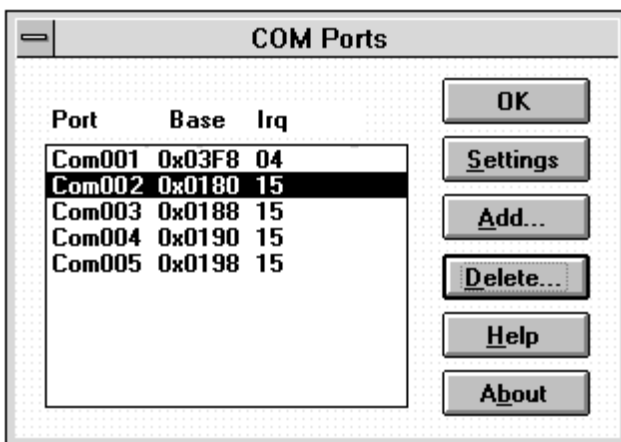 COM Ports
Port Base Irq
Com001 0x03F8 04
Com002 0x0180 15
Com003 0x0188 15
Com004 0x0190 15
Com005 0x0198 15
OK
Settings
Add...
Delete...
Help
About